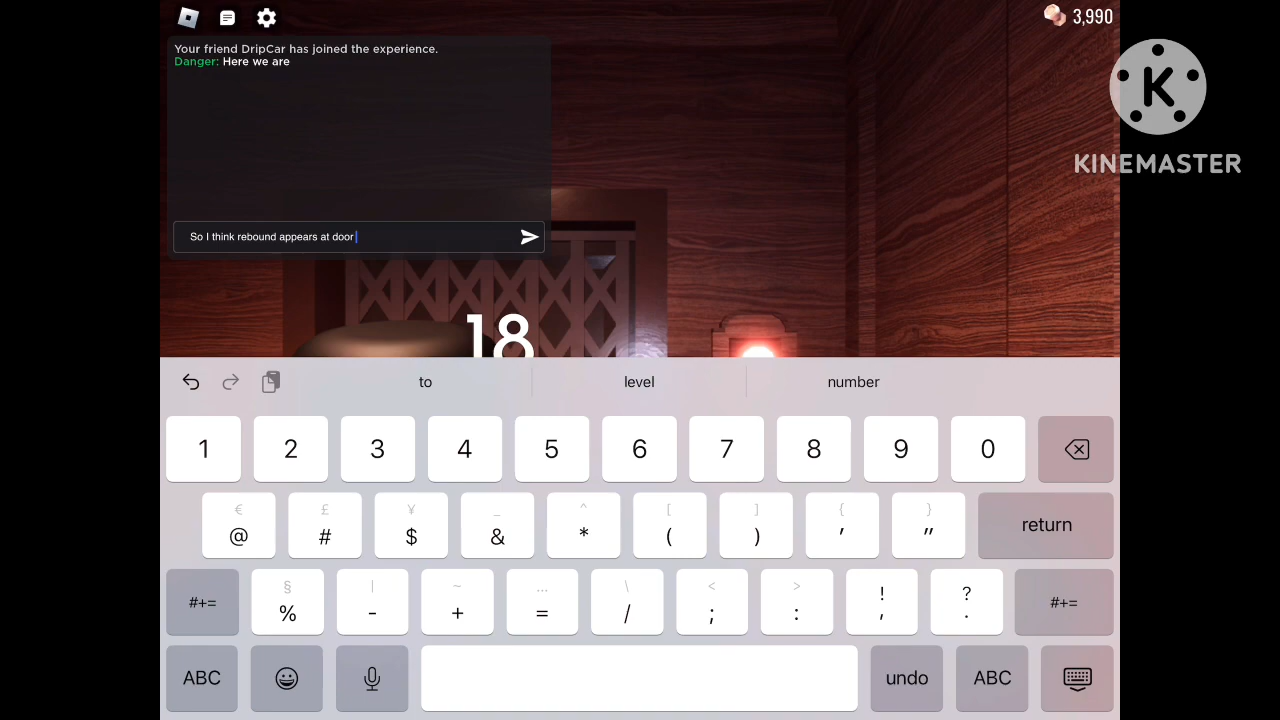 3,990
Your friend DripCar has joined the experience.
Danger: Here we are
K
KINEMASTER
So I think rebound appears at door
18
to level number
1 2 3 4 5 6 7 8 9 0
€ £ ¥ _ ^ [ ] { }
@ # $ & * ( ) ' " return
§ | ~ … \ < > ! ?
#+= % - + = / ; : , . #+=
ABC undo ABC